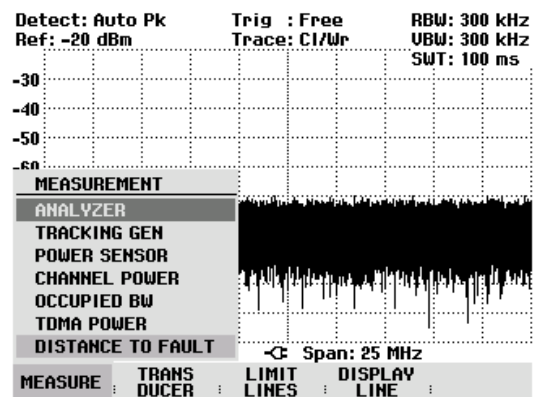 Detect: Auto Pk Trig : Free RBW: 300 kHz
Ref: -20 dBm Trace: Cl/Wr VBW: 300 kHz
SWT: 100 ms
-30
-40
-50
-60
MEASUREMENT
ANALYZER
TRACKING GEN
POWER SENSOR
CHANNEL POWER
OCCUPIED BW
TDMA POWER
DISTANCE TO FAULT
Span: 25 MHz
MEASURE TRANS LIMIT DISPLAY
DUCER LINES LINE